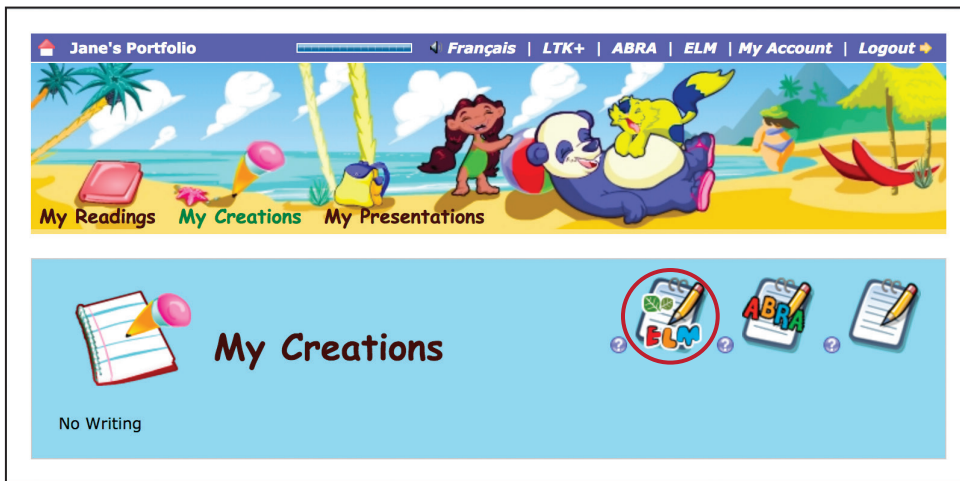 Jane's Portfolio Français | LTK+ | ABRA | ELM | My Account | Logout
My Readings My Creations My Presentations
ELM ABRA
? ? ?
My Creations
No Writing